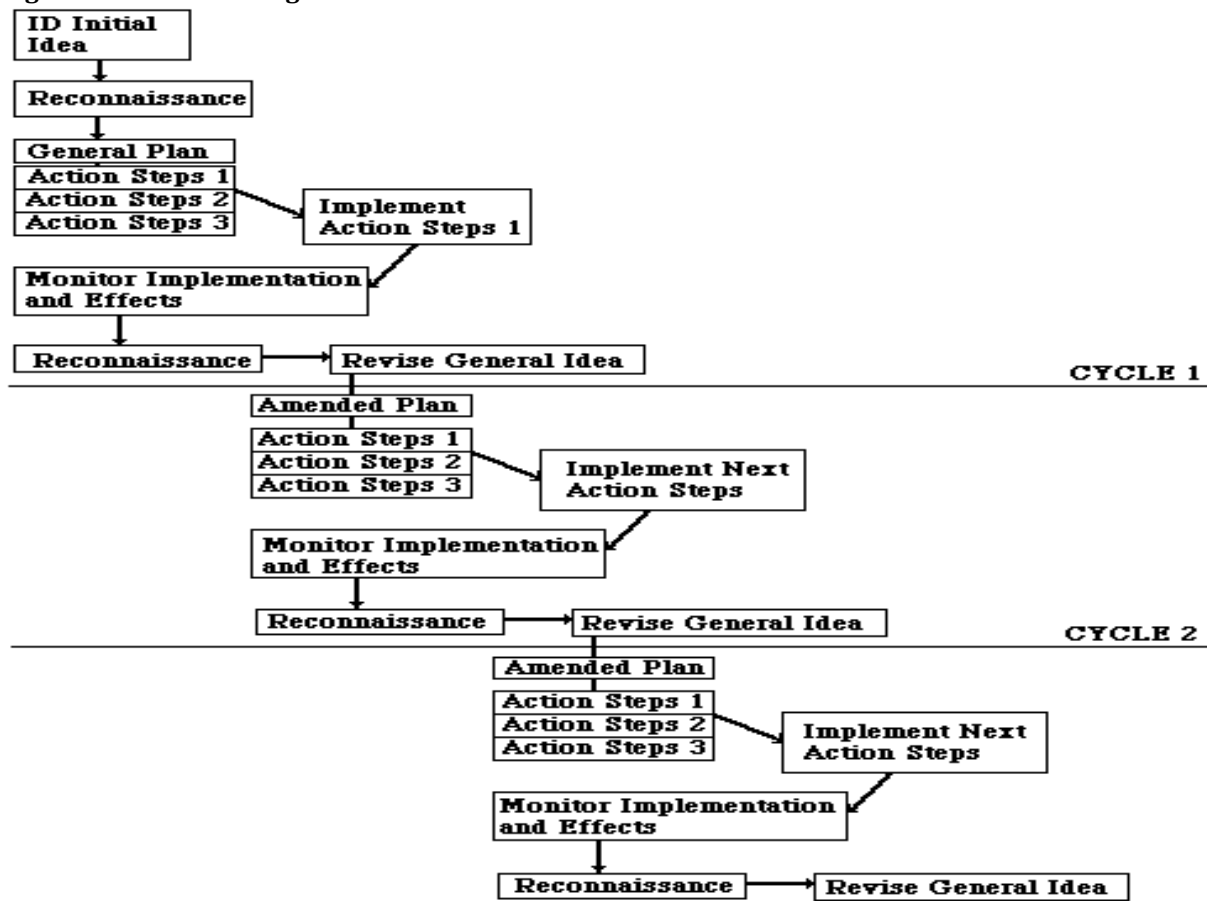 ID Initial
Idea
Reconnaissance
General Plan
Action Steps 1
Action Steps 2
Action Steps 3
Implement
Action Steps 1
Monitor Implementation
and Effects
Reconnaissance
Revise General Idea
CYCLE 1
Amended Plan
Action Steps 1
Action Steps 2
Action Steps 3
Implement Next
Action Steps
Monitor Implementation
and Effects
Reconnaissance
Revise General Idea
CYCLE 2
Amended Plan
Action Steps 1
Action Steps 2
Action Steps 3
Implement Next
Action Steps
Monitor Implementation
and Effects
Reconnaissance
Revise General Idea